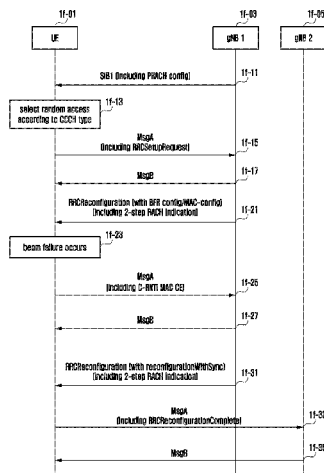 1f-01
1f-03
1f-05
UE
gNB 1
gNB 2
1f-11
SIB1 (including PRACH config)
1f-13
select random access
according to CCCH type
1f-15
MsgA
(including RRCSetupRequest)
1f-17
MsgB
1f-21
RRCReconfiguration (with BFR config/MAC-config)
(including 2-step RACH indication)
1f-23
beam failure occurs
1f-25
MsgA
(including C-RNTI MAC CE)
1f-27
MsgB
1f-31
RRCReconfiguration (with reconfigurationWithSync)
(including 2-step RACH indication)
MsgA
(including RRCReconfigurationComplete)
MsgB